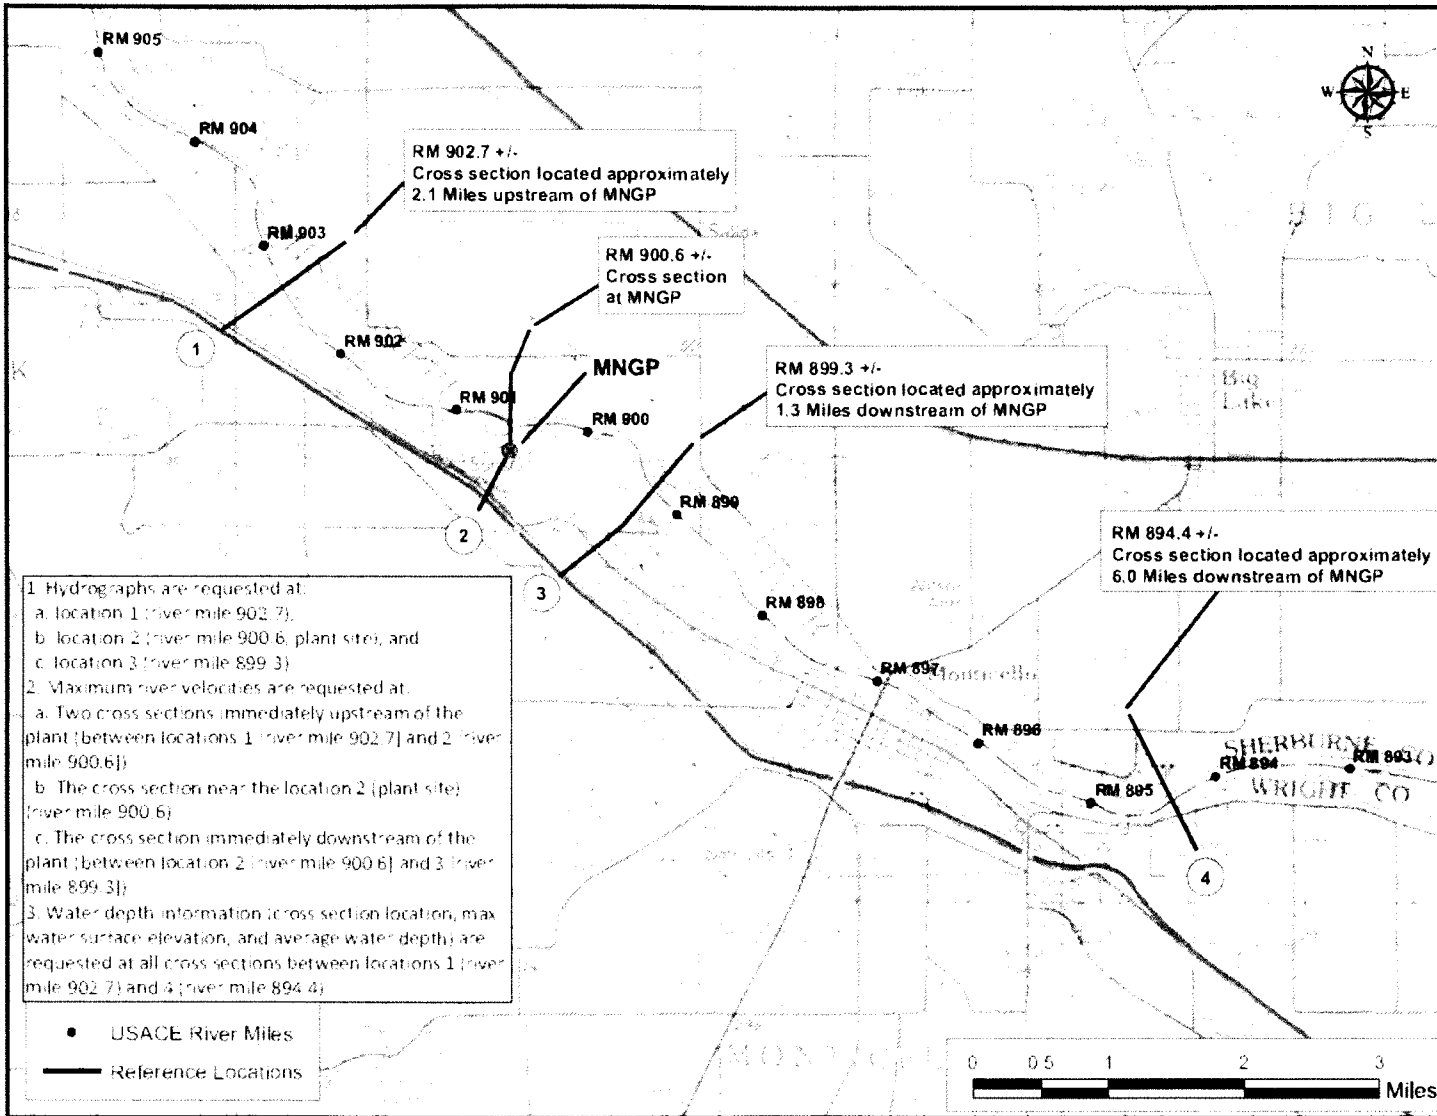 RM 905
N
W E
S
RM 904
RM 902.7 +/-
Cross section located approximately
2.1 Miles upstream of MNGP
RM 903
RM 900.6 +/-
Cross section
at MNGP
BIG
1
RM 902
MNGP
RM 899.3 +/-
Cross section located approximately
1.3 Miles downstream of MNGP
Big
Lake
RM 901
RM 900
2
RM 899
RM 894.4 +/-
Cross section located approximately
6.0 Miles downstream of MNGP
3
RM 898
1. Hydrographs are requested at:
a. location 1 (river mile 902.7),
b. location 2 (river mile 900.6, plant site), and
c. location 3 (river mile 899.3)
2. Maximum river velocities are requested at:
a. Two cross sections immediately upstream of the
plant [between locations 1 (river mile 902.7] and 2 [river
mile 900.6])
b. The cross section near the location 2 (plant site)
(river mile 900.6)
c. The cross section immediately downstream of the
plant [between location 2 [river mile 900.6] and 3 [river
mile 899.3])
3. Water depth information (cross section location, max
water surface elevation, and average water depth) are
requested at all cross sections between locations 1 (river
mile 902.7) and 4 (river mile 894.4)
RM 897
Monticello
RM 896
SHERBURNE CO
RM 894
RM 893
WRIGHT CO
RM 895
4
USACE River Miles
Reference Locations
0 0.5 1 2 3
Miles